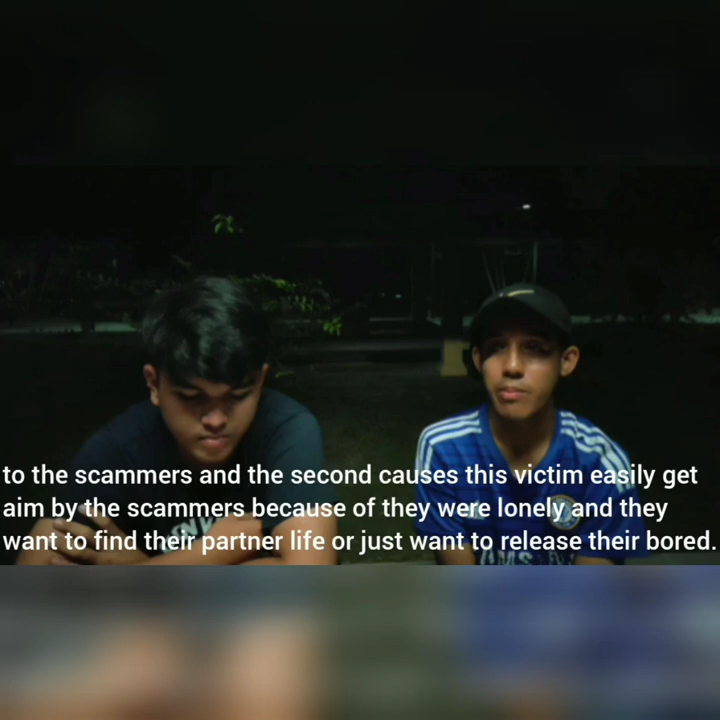 to the scammers and the second causes this victim easily get
aim by the scammers because of they were lonely and they
want to find their partner life or just want to release their bored.